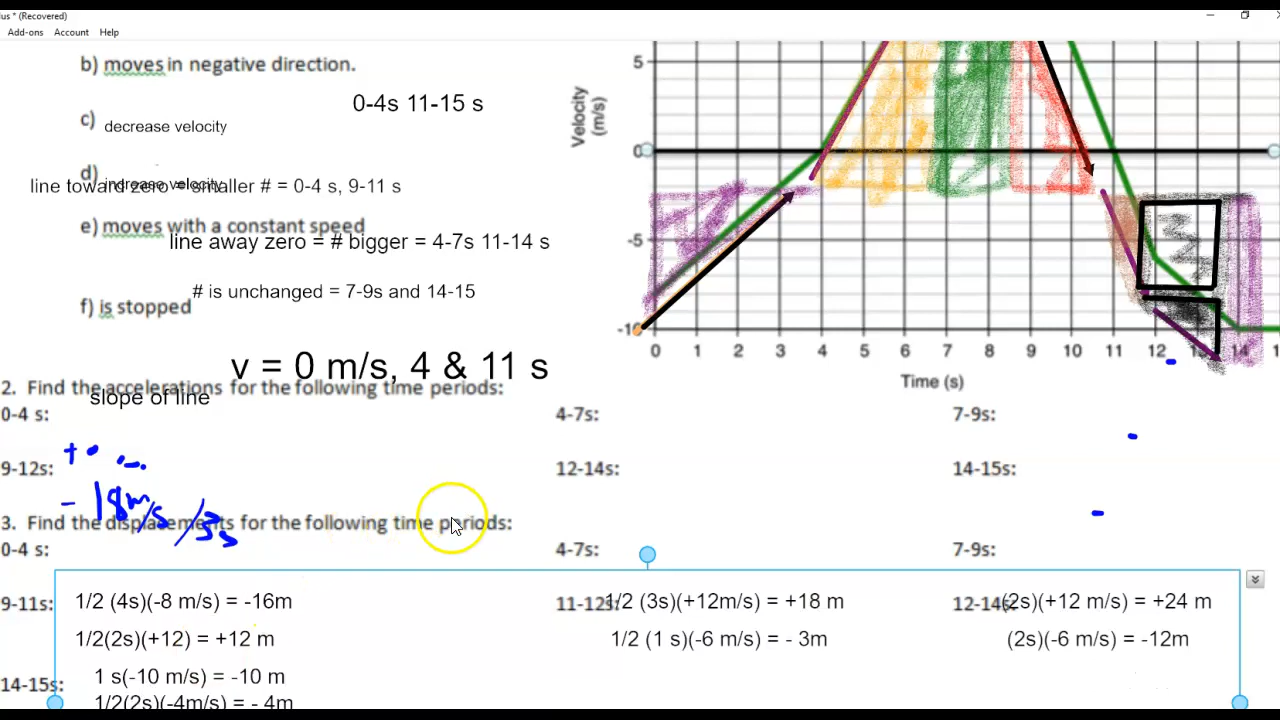 lus * (Recovered)
Add-ons Account Help
b) moves in negative direction.
0-4s 11-15 s
c) decrease velocity
d)
line toward zero = smaller # = 0-4 s, 9-11 s
increase velocity
e) moves with a constant speed
line away zero = # bigger = 4-7s 11-14 s
# is unchanged = 7-9s and 14-15
f) is stopped
v = 0 m/s, 4 & 11 s
5
0
-5
-10
Velocity
(m/s)
0 1 2 3 4 5 6 7 8 9 10 11 12 13 14 15
Time (s)
2. Find the accelerations for the following time periods:
slope of line
0-4 s: 4-7s: 7-9s:
+
9-12s: 12-14s: 14-15s:
- 18m/s /3s
3. Find the displacements for the following time periods:
0-4 s: 4-7s: 7-9s:
1/2 (4s)(-8 m/s) = -16m 1/2 (3s)(+12m/s) = +18 m (2s)(+12 m/s) = +24 m
9-11s: 11-12s: 12-14s:
1/2(2s)(+12) = +12 m 1/2 (1 s)(-6 m/s) = - 3m (2s)(-6 m/s) = -12m
1 s(-10 m/s) = -10 m
14-15s:
1/2(2s)(-4m/s) = - 4m